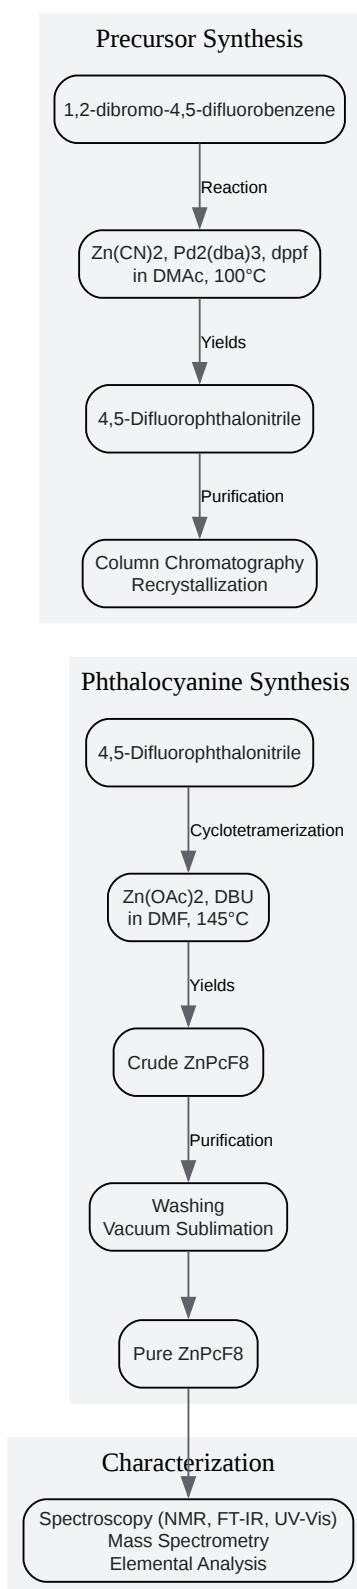 Precursor Synthesis
1,2-dibromo-4,5-difluorobenzene
Reaction
Zn(CN)2, Pd2(dba)3, dppf
in DMAc, 100°C
Yields
4,5-Difluorophthalonitrile
Purification
Column Chromatography
Recrystallization
Phthalocyanine Synthesis
4,5-Difluorophthalonitrile
Cyclotetramerization
Zn(OAc)2, DBU
in DMF, 145°C
Yields
Crude ZnPcF8
Purification
Washing
Vacuum Sublimation
Pure ZnPcF8
Characterization
Spectroscopy (NMR, FT-IR, UV-Vis)
Mass Spectrometry
Elemental Analysis